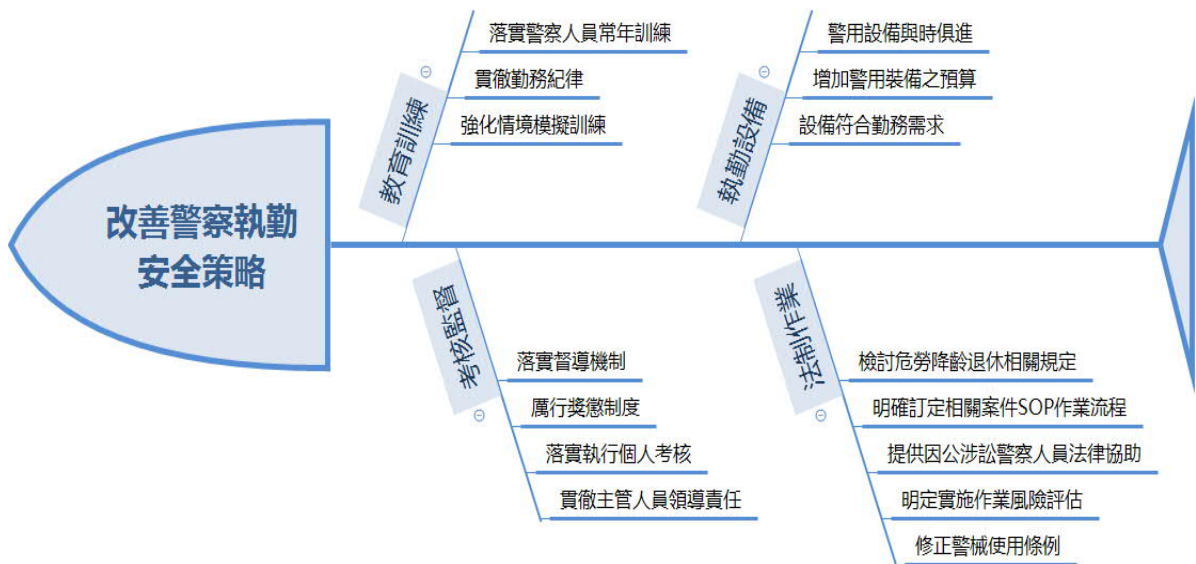 改善警察執勤
安全策略
教育訓練
落實警察人員常年訓練
貫徹勤務紀律
強化情境模擬訓練
執勤設備
警用設備與時俱進
增加警用裝備之預算
設備符合勤務需求
考核監督
落實督導機制
厲行獎懲制度
落實執行個人考核
貫徹主管人員領導責任
法制作業
檢討危勞降齡退休相關規定
明確訂定相關案件SOP作業流程
提供因公涉訟警察人員法律協助
明定實施作業風險評估
修正警械使用條例